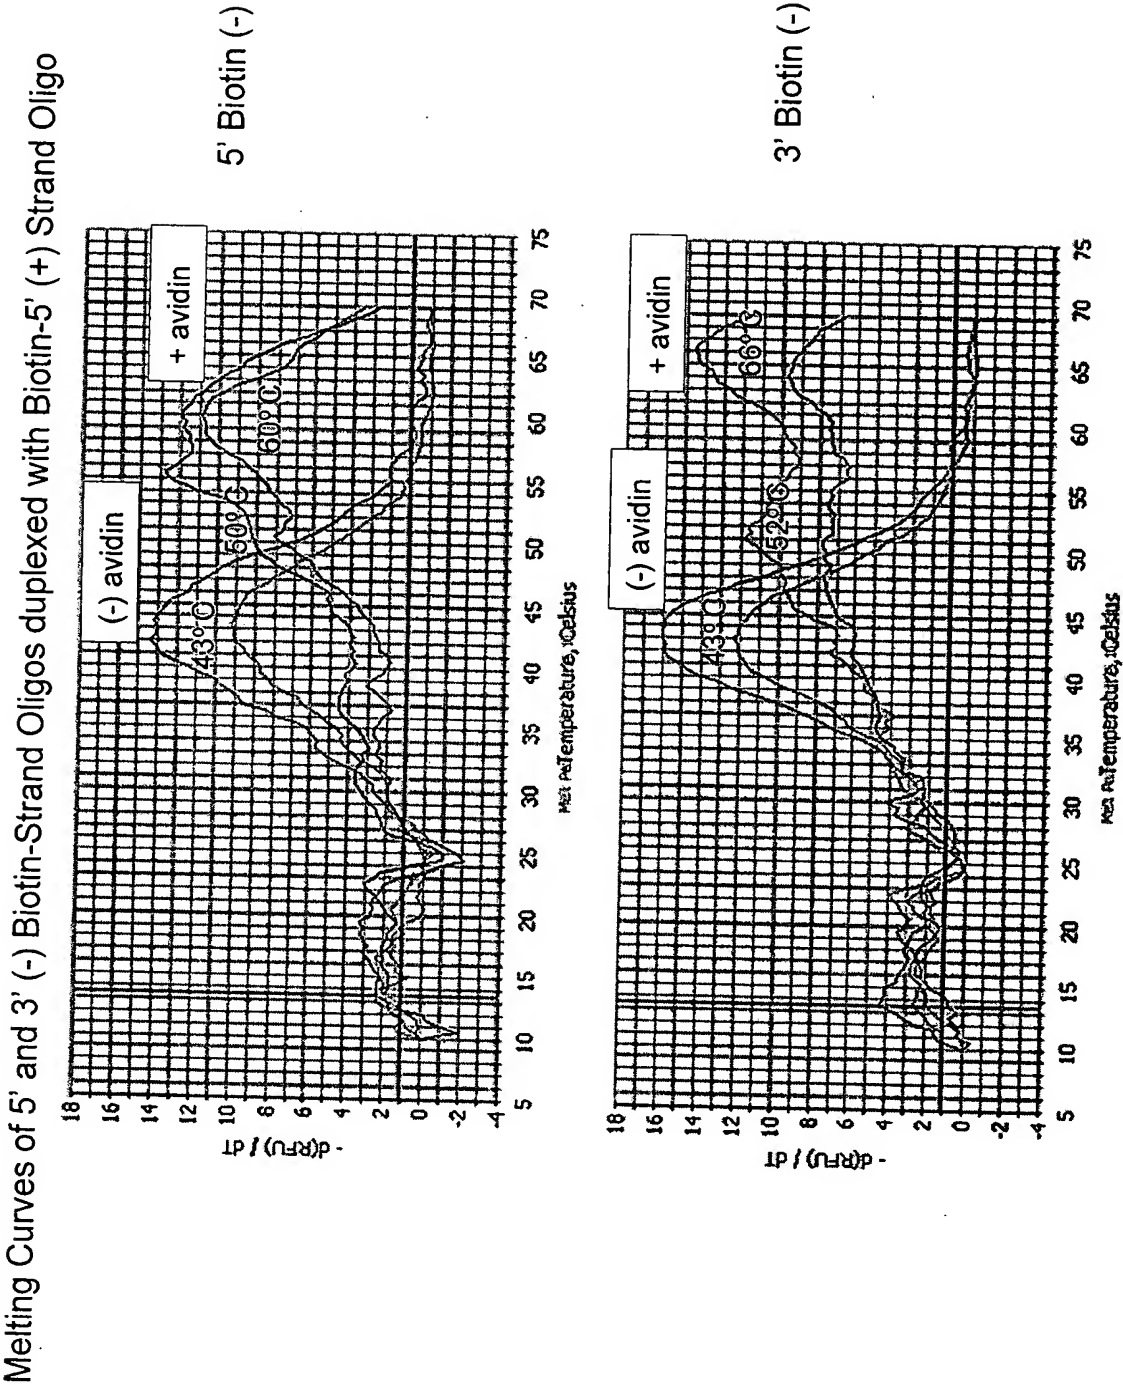 Melting Curves of 5' and 3' (-) Biotin-Strand Oligos duplexed with Biotin-5' (+) Strand Oligo
5' Biotin (-)
(-) avidin
+ avidin
43°C
50°C
60°C
18
16
14
12
10
8
6
4
2
0
-2
-4
- d(RFU) / dT
5
10
15
20
25
30
35
40
45
50
55
60
65
70
75
Temperature,
Celsius
3' Biotin (-)
(-) avidin
+ avidin
43°C
52°C
66°C
18
16
14
12
10
8
6
4
2
0
-2
-4
- d(RFU) / dT
5
10
15
20
25
30
35
40
45
50
55
60
65
70
75
Temperature,
Celsius